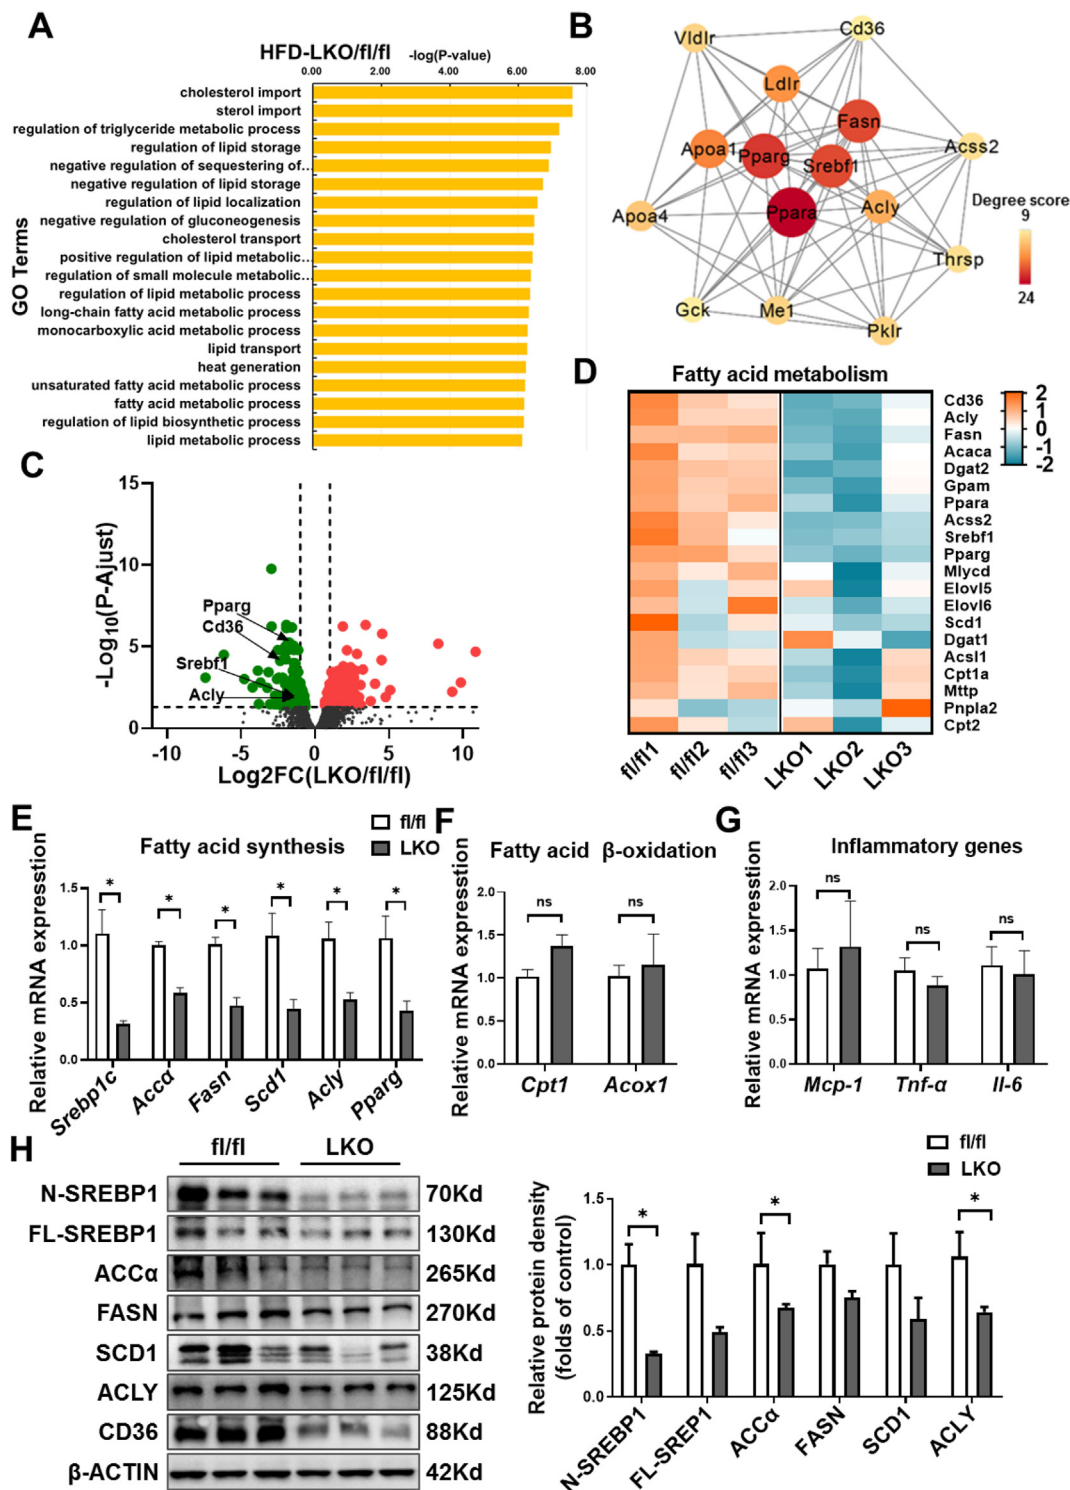 A
HFD-LKO/fl/fl
-log(P-value)
0.00 2.00 4.00 6.00 8.00
GO Terms
cholesterol import
sterol import
regulation of triglyceride metabolic process
regulation of lipid storage
negative regulation of sequestering of...
negative regulation of lipid storage
regulation of lipid localization
negative regulation of gluconeogenesis
cholesterol transport
positive regulation of lipid metabolic...
regulation of small molecule metabolic...
regulation of lipid metabolic process
long-chain fatty acid metabolic process
monocarboxylic acid metabolic process
lipid transport
heat generation
unsaturated fatty acid metabolic process
fatty acid metabolic process
regulation of lipid biosynthetic process
lipid metabolic process
B
Vldlr
Cd36
Ldlr
Fasn
Apoa1
Pparg
Srebf1
Acss2
Apoa4
Ppara
Acly
Thrsp
Gck
Me1
Pklr
Degree score
9
24
C
-Log10(P-Ajust)
15
10
5
0
Pparg
Cd36
Srebf1
Acly
-10 -5 0 5 10
Log2FC(LKO/fl/fl)
D
Fatty acid metabolism
Cd36
Acly
Fasn
Acaca
Dgat2
Gpam
Ppara
Acss2
Srebf1
Pparg
Mlycd
Elovl5
Elovl6
Scd1
Dgat1
Acsl1
Cpt1a
Mttp
Pnpla2
Cpt2
2
1
0
-1
-2
fl/fl1 fl/fl2 fl/fl3 LKO1 LKO2 LKO3
E
fl/fl
LKO
Fatty acid synthesis
Relative mRNA expresstion
1.5
1.0
0.5
0.0
* * * * * *
Srebp1c Accα Fasn Scd1 Acly Pparg
F
Fatty acid β-oxidation
Relative mRNA expresstion
2.0
1.5
1.0
0.5
0.0
ns ns
Cpt1 Acox1
G
Inflammatory genes
Relative mRNA expresstion
2.0
1.5
1.0
0.5
0.0
ns ns ns
Mcp-1 Tnf-α Il-6
H
fl/fl LKO
N-SREBP1 70Kd
FL-SREBP1 130Kd
ACCα 265Kd
FASN 270Kd
SCD1 38Kd
ACLY 125Kd
CD36 88Kd
β-ACTIN 42Kd
fl/fl
LKO
Relative protein density
(folds of control)
1.5
1.0
0.5
0.0
* * *
N-SREBP1 FL-SREP1 ACCα FASN SCD1 ACLY